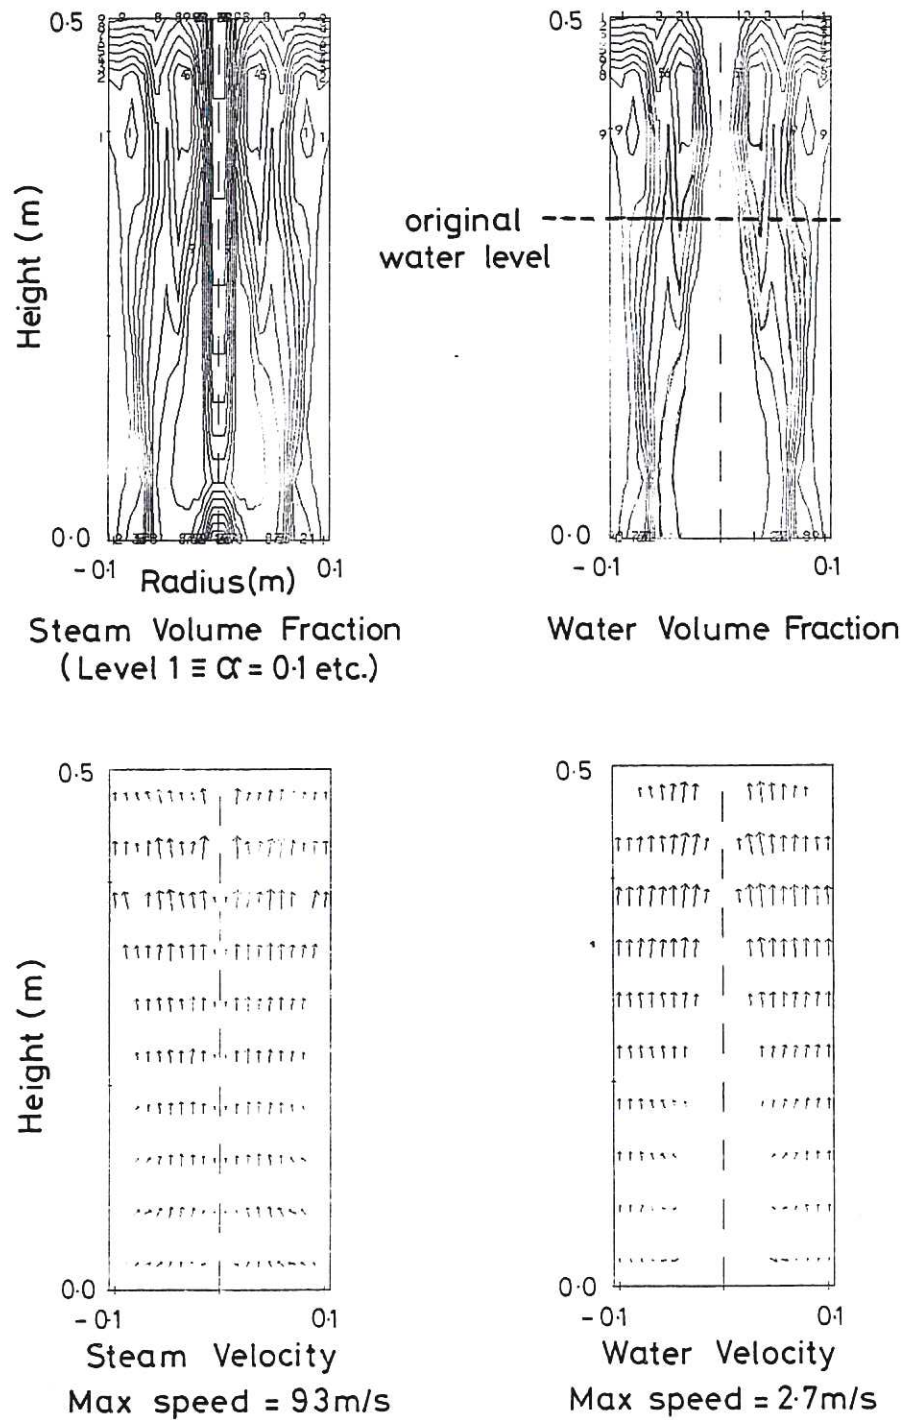 0·5
0·5
Height (m)
original
water level
0·0
0·0
-0·1
0·1
-0·1
0·1
Radius(m)
Steam Volume Fraction
(Level 1 ≡ α = 0·1 etc.)
Water Volume Fraction
0·5
0·5
Height (m)
0·0
0·0
-0·1
0·1
-0·1
0·1
Steam Velocity
Max speed = 93m/s
Water Velocity
Max speed = 2·7m/s